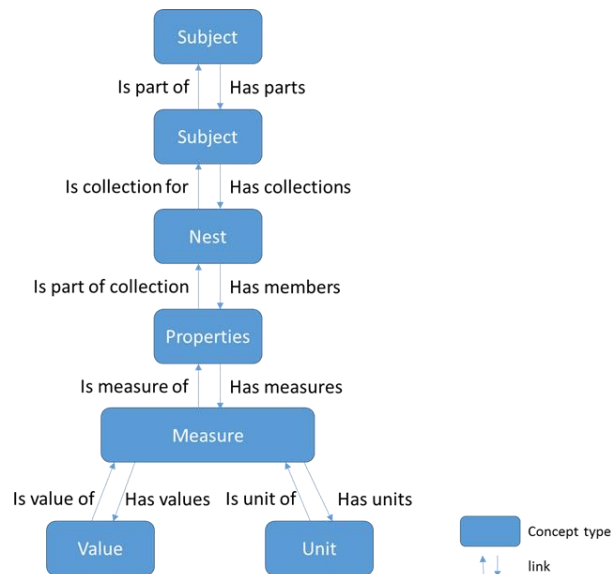 Subject
Is part of Has parts
Subject
Is collection for Has collections
Nest
Is part of collection Has members
Properties
Is measure of Has measures
Measure
Is value of Has values Is unit of Has units
Value Unit
Concept type
link